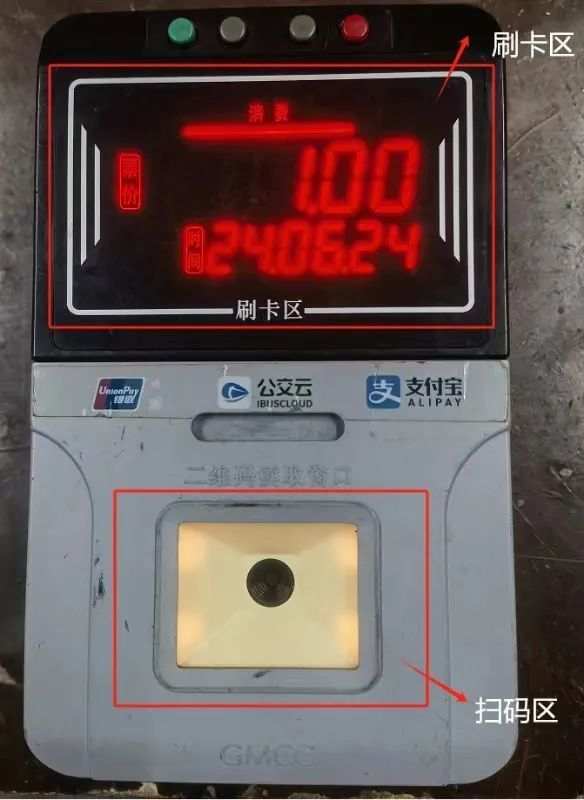 刷卡区
消费
票价
1.00
时间
24.06.24
刷卡区
UnionPay
银联
公交云
IBUSCLOUD
支付宝
ALIPAY
二维码读取窗口
扫码区
GMCC